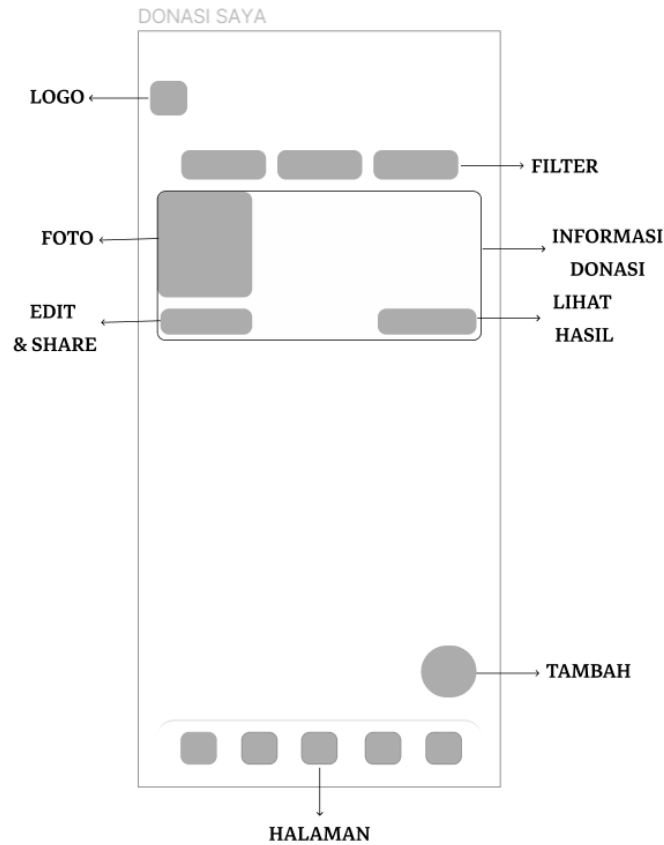 DONASI SAYA
LOGO
FILTER
FOTO
INFORMASI
DONASI
EDIT
& SHARE
LIHAT
HASIL
TAMBAH
HALAMAN